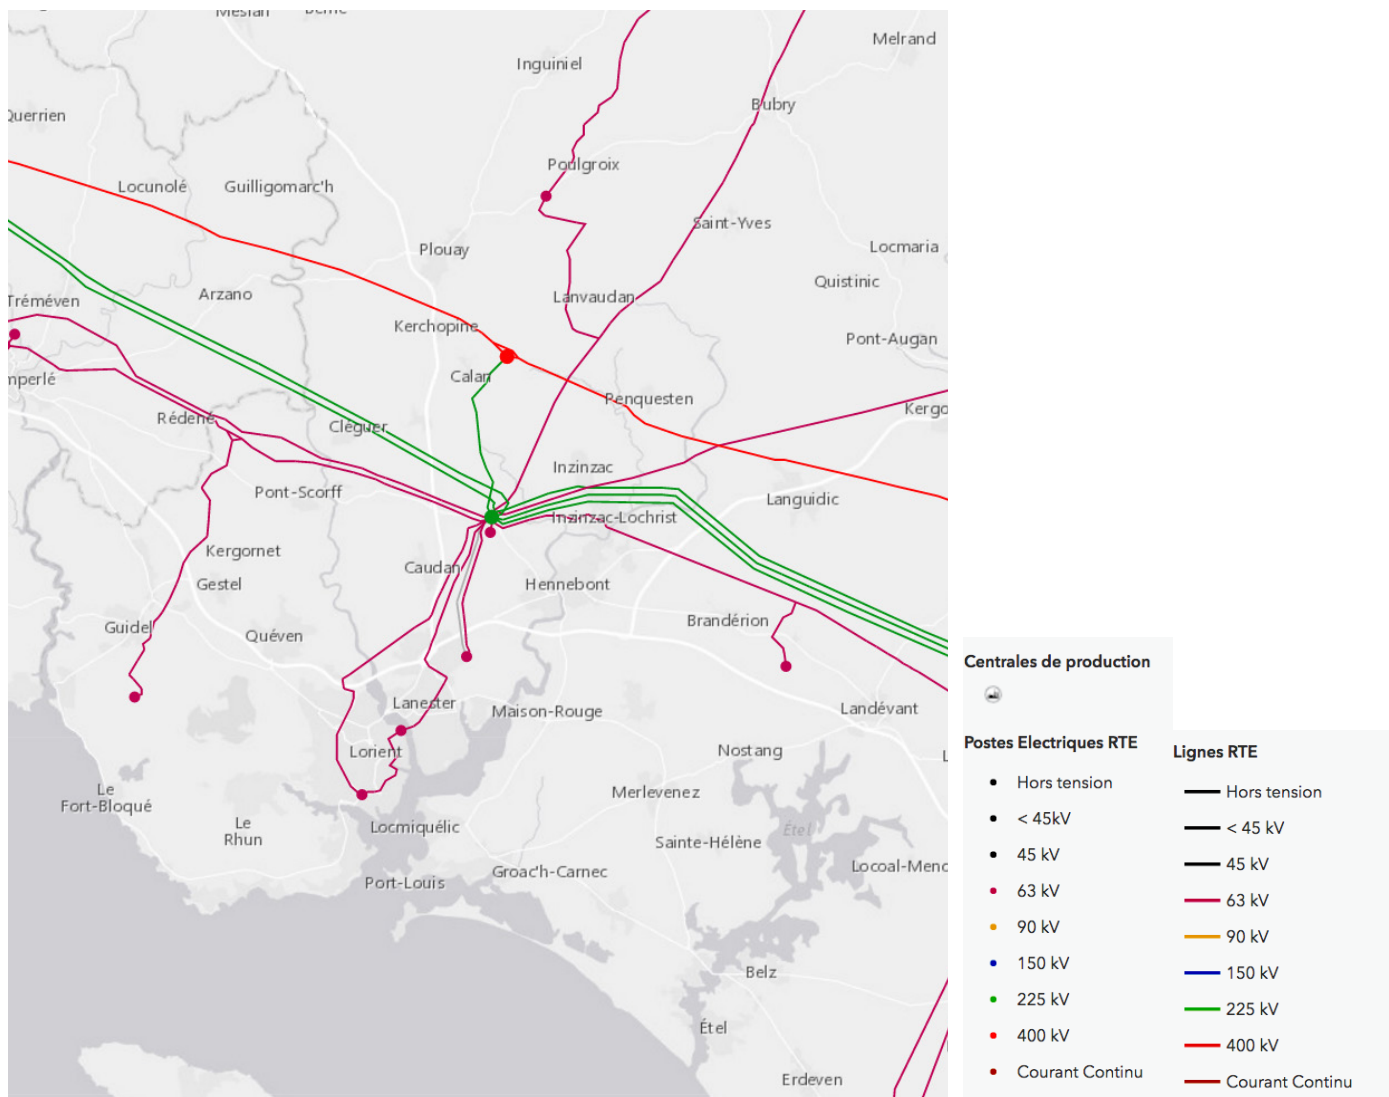 Melrand
Inguiniel
Bubry
Querrien
Poulgroix
Locunolé
Guilligomarc'h
Saint-Yves
Plouay
Locmaria
Quistinic
Arzano
Lanvaudan
Tréméven
Kerchopine
Pont-Augan
Calan
mperlé
Penquesten
Kergo
Rédené
Cléguer
Inzinzac
Pont-Scorff
Languidic
Inzinzac-Lochrist
Kergornet
Caudan
Gestel
Hennebont
Brandérion
Guidel
Quéven
Lanester
Maison-Rouge
Landévant
Lorient
Nostang
L
Le
Fort-Bloqué
Merlevenez
Le
Rhun
Locmiquélic
Étel
Sainte-Hélène
Locoal-Menc
Groac'h-Carnec
Port-Louis
Belz
Étel
Erdeven
Centrales de production
Postes Electriques RTE
Hors tension
< 45kV
45 kV
63 kV
90 kV
150 kV
225 kV
400 kV
Courant Continu
Lignes RTE
Hors tension
< 45 kV
45 kV
63 kV
90 kV
150 kV
225 kV
400 kV
Courant Continu